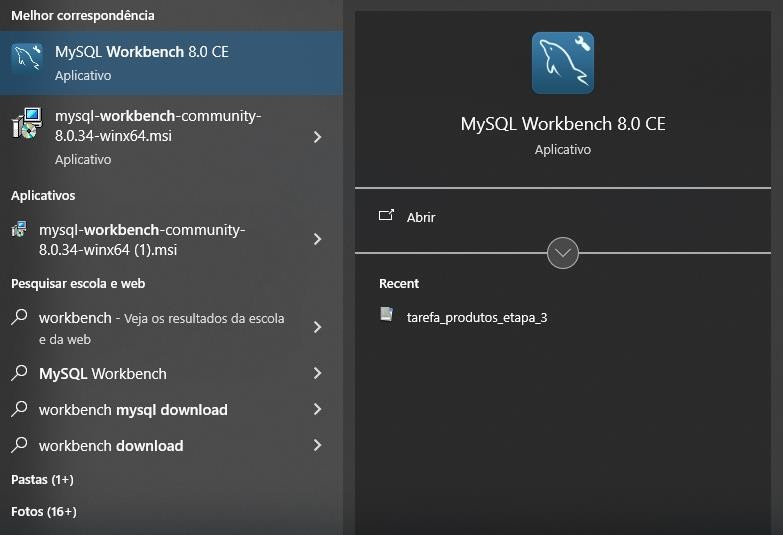 Melhor correspondência
MySQL Workbench 8.0 CE
Aplicativo
mysql-workbench-community-
8.0.34-winx64.msi
Aplicativo
Aplicativos
mysql-workbench-community-
8.0.34-winx64 (1).msi
Pesquisar escola e web
workbench - Veja os resultados da escola
e da web
MySQL Workbench
workbench mysql download
workbench download
Pastas (1+)
Fotos (16+)
MySQL Workbench 8.0 CE
Aplicativo
Abrir
Recent
tarefa_produtos_etapa_3